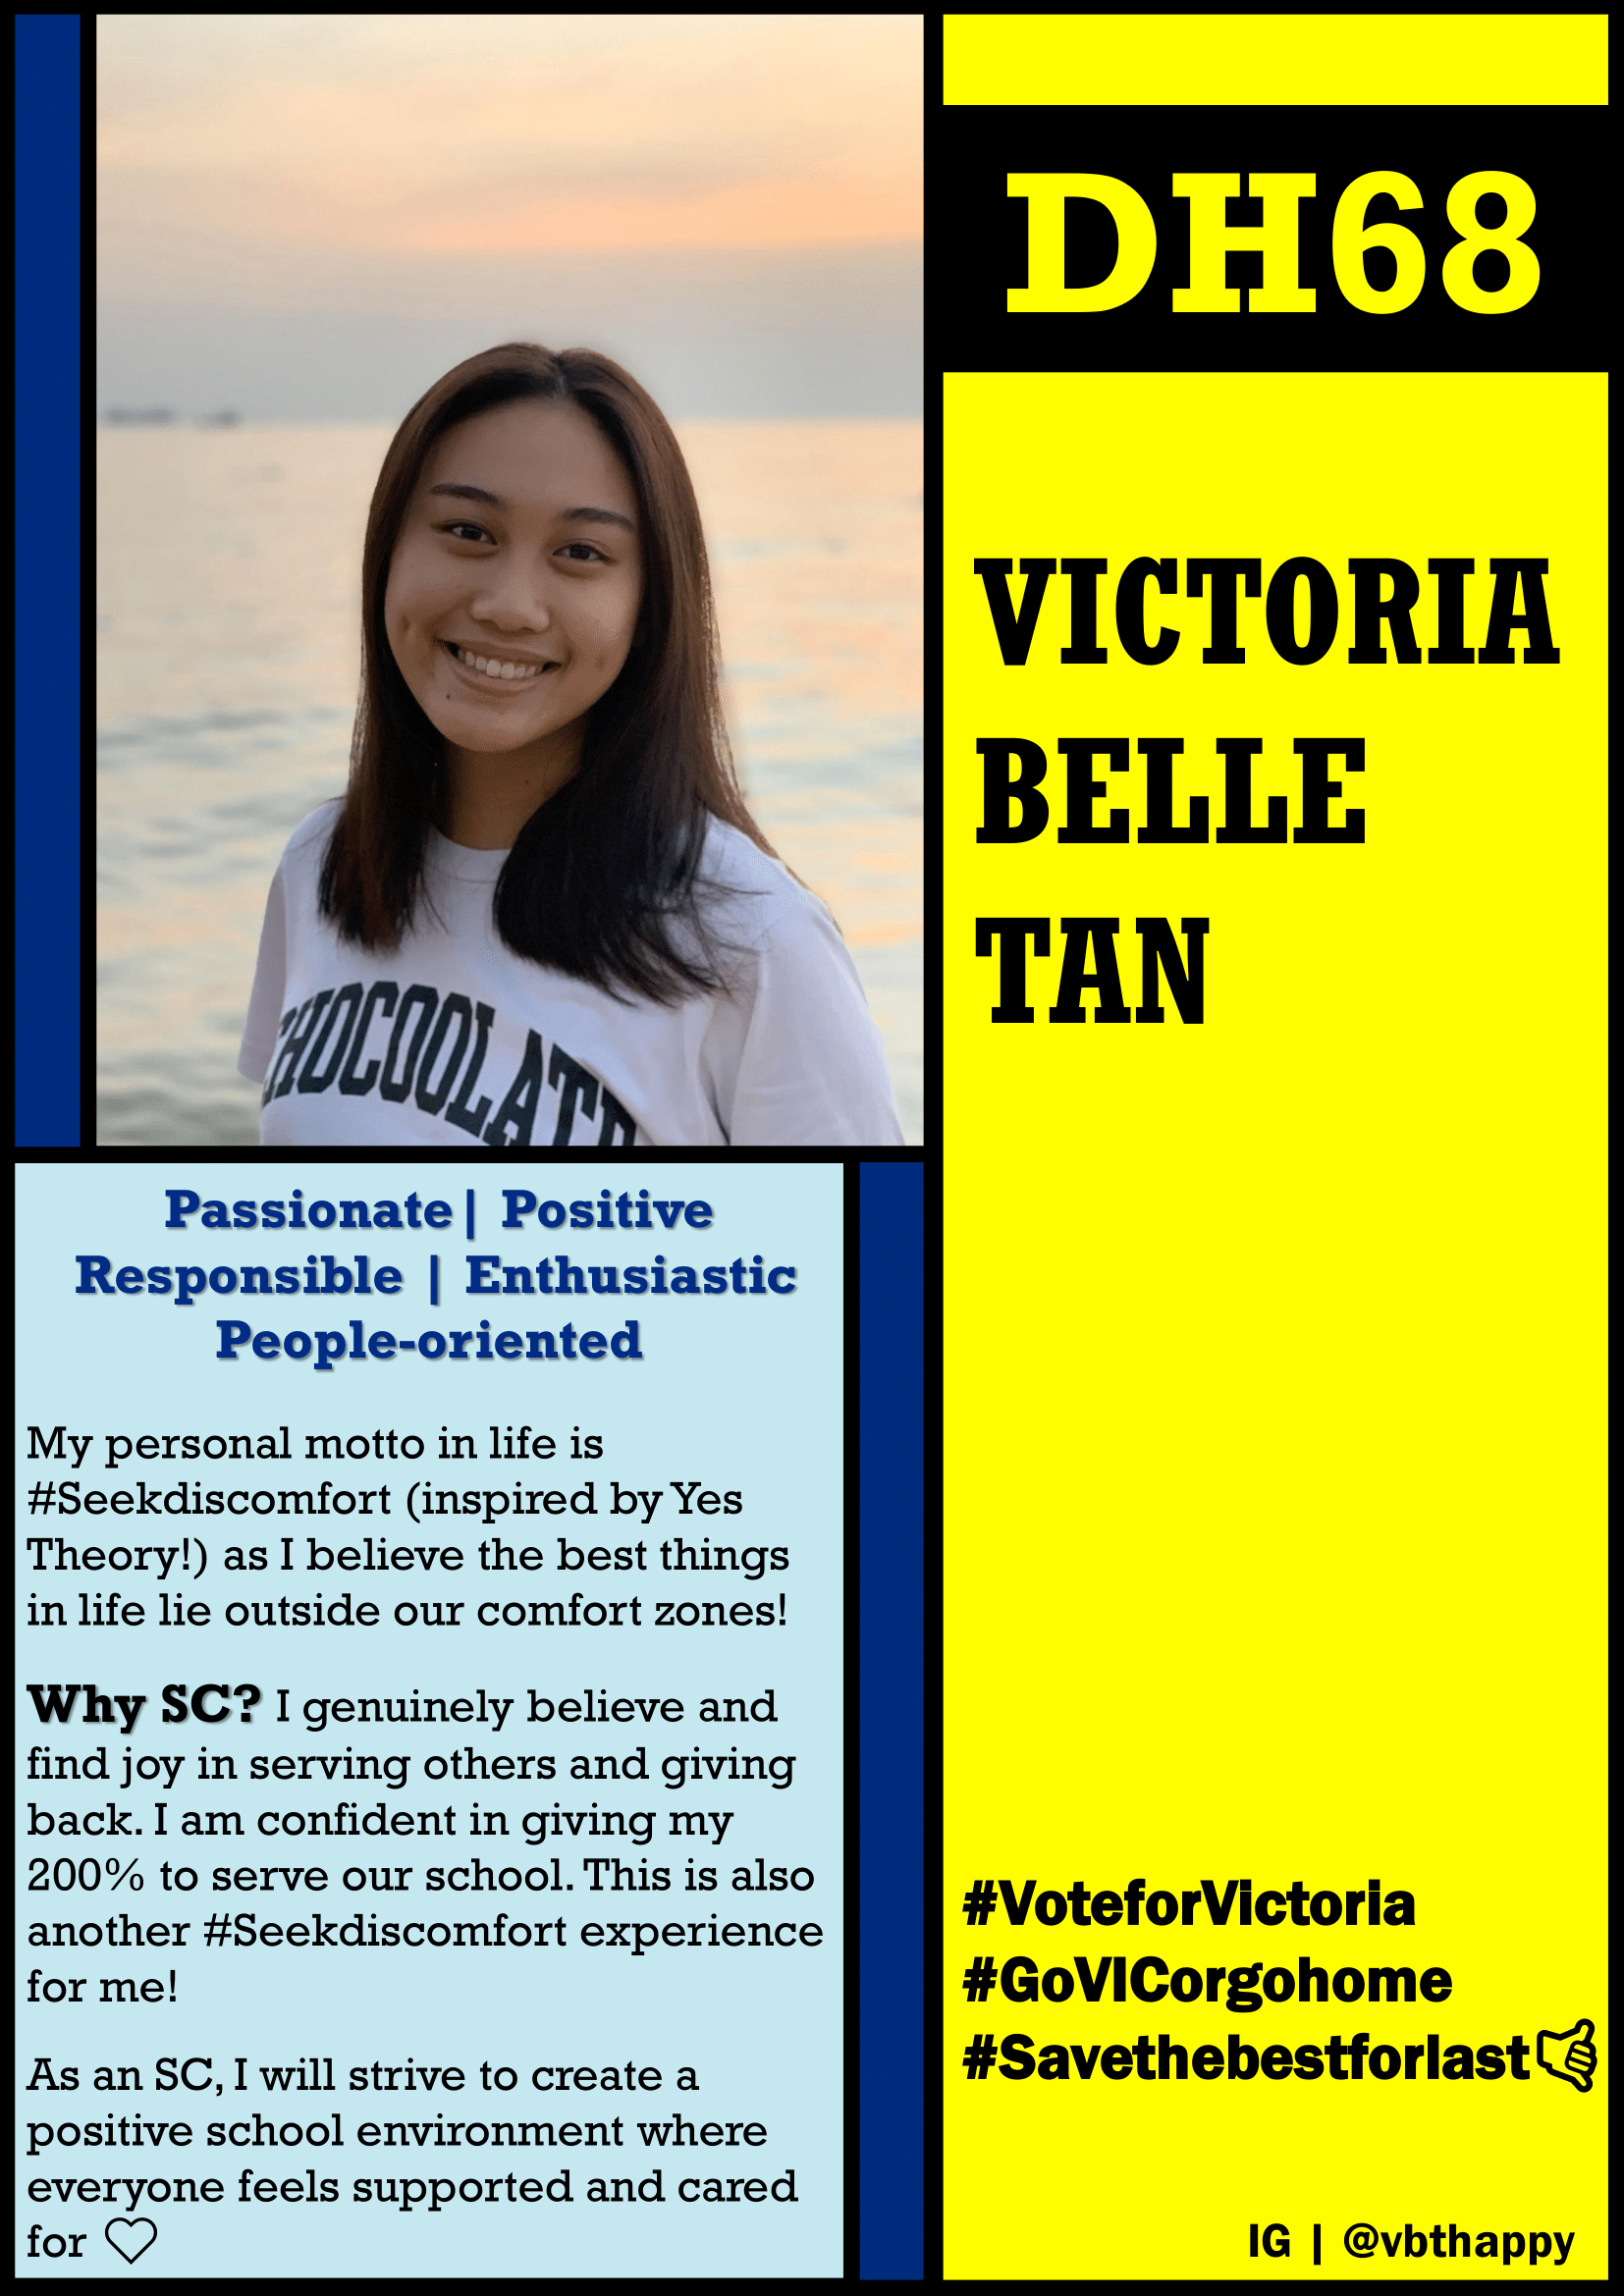 DH68
VICTORIA
BELLE
TAN
CHOCOOLATE
Passionate| Positive
Responsible | Enthusiastic
People-oriented
My personal motto in life is
#Seekdiscomfort (inspired by Yes
Theory!) as I believe the best things
in life lie outside our comfort zones!
Why SC? I genuinely believe and
find joy in serving others and giving
back. I am confident in giving my
200% to serve our school. This is also
another #Seekdiscomfort experience
for me!
As an SC, I will strive to create a
positive school environment where
everyone feels supported and cared
for ♡
#VoteforVictoria
#GoVICorgohome
#Savethebestforlast🤙
IG | @vbthappy